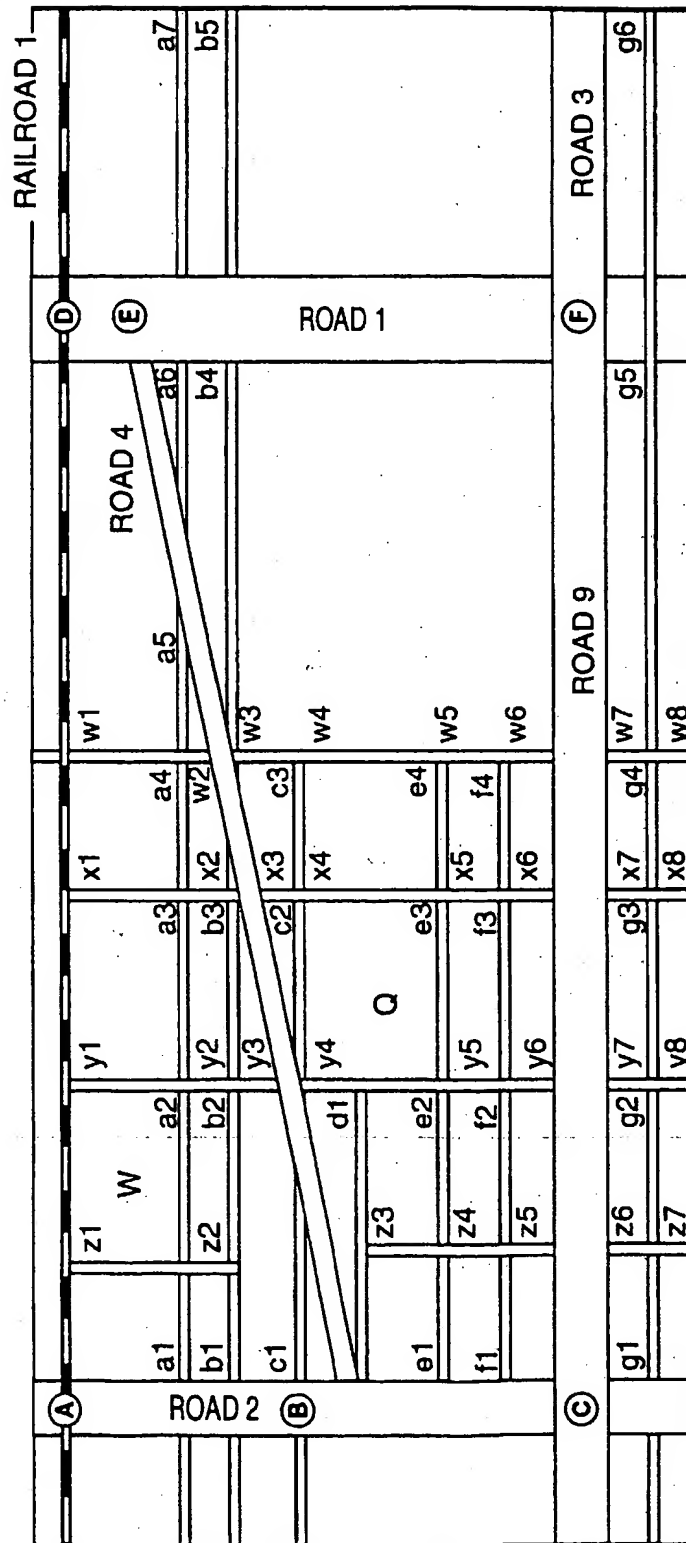 RAILROAD 1
A D
z1 y1 x1 w1
W ROAD 4 E
a1 a2 a3 a4 a5 a6 a7
ROAD 2 b1 z2 b2 y2 b3 x2 w2 b4 b5
y3 w3
B c1 c2 x3 c3
y4 x4 w4 ROAD 1
d1
z3 Q
e1 e2 e3 e4 w5
z4 y5 x5
f1 f2 f3 f4
z5 y6 x6 w6
C ROAD 9 F ROAD 3
g1 z6 g2 y7 g3 x7 g4 w7 g5 g6
z7 y8 x8 w8